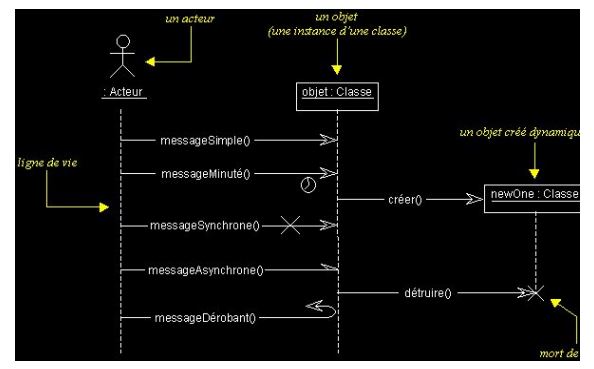 un acteur
un objet
(une instance d'une classe)
: Acteur
objet : Classe
messageSimple()
un objet créé dynamiqu
ligne de vie
messageMinuté()
créer()
newOne : Classe
messageSynchrone()
messageAsynchrone()
détruire()
messageDérobant()
mort de